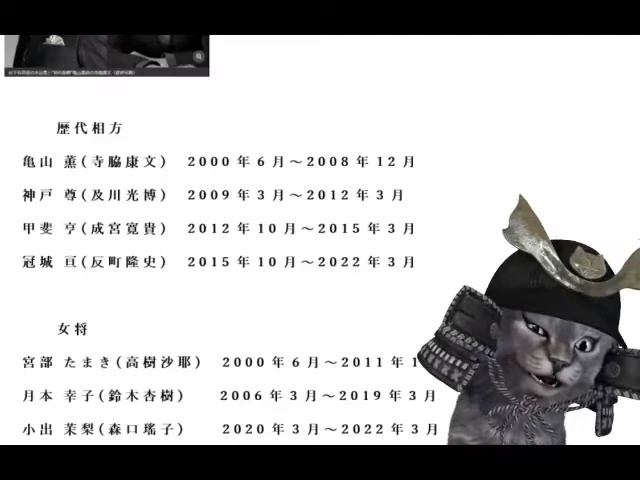 歴代相方
亀山 薫(寺脇康文) 2000年6月～2008年12月
神戸 尊(及川光博) 2009年3月～2012年3月
甲斐 亨(成宮寛貴) 2012年10月～2015年3月
冠城 亘(反町隆史) 2015年10月～2022年3月
女将
宮部 たまき(高樹沙耶) 2000年6月～2011年1
月本 幸子(鈴木杏樹) 2006年3月～2019年3月
小出 茉梨(森口瑤子) 2020年3月～2022年3月